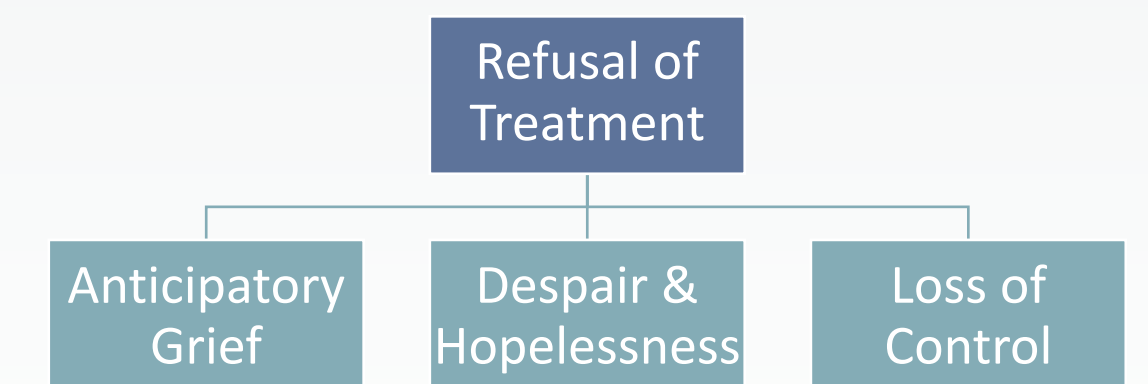 Refusal of
Treatment
Anticipatory
Grief
Despair &
Hopelessness
Loss of
Control